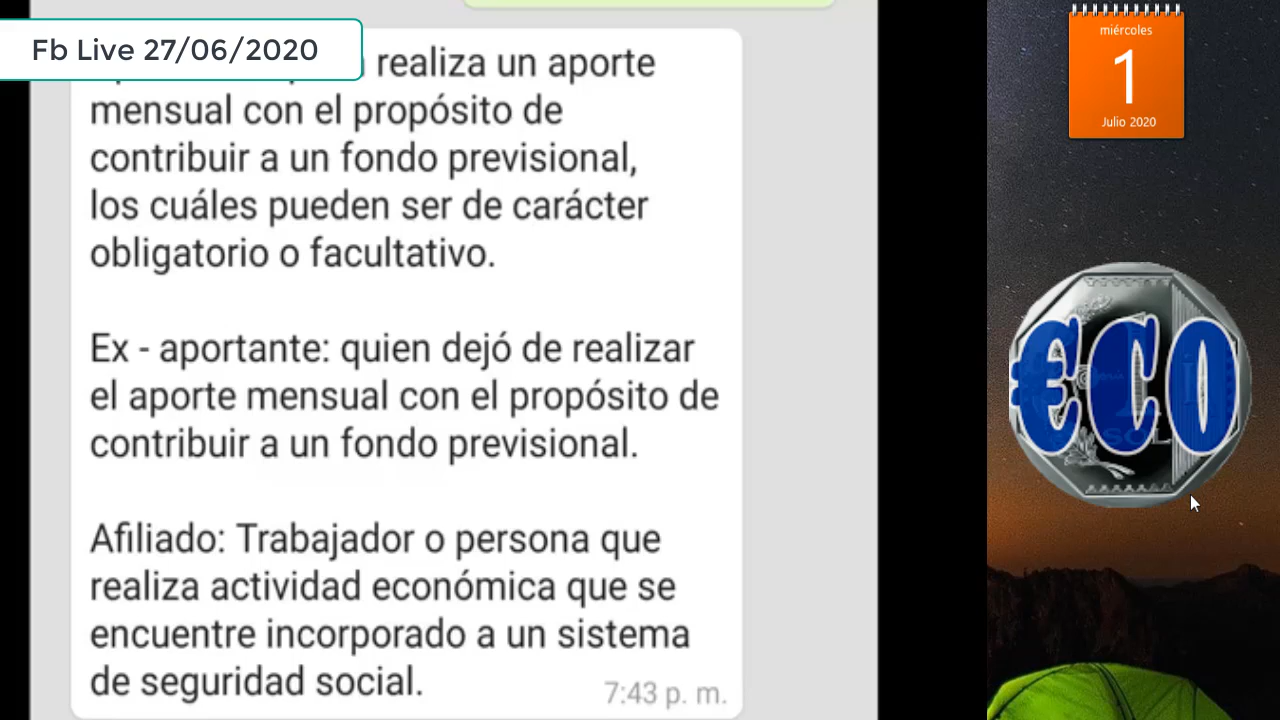 Fb Live 27/06/2020
realiza un aporte
mensual con el propósito de
contribuir a un fondo previsional,
los cuáles pueden ser de carácter
obligatorio o facultativo.
Ex - aportante: quien dejó de realizar
el aporte mensual con el propósito de
contribuir a un fondo previsional.
Afiliado: Trabajador o persona que
realiza actividad económica que se
encuentre incorporado a un sistema
de seguridad social.
7:43 p. m.
miércoles
1
Julio 2020
€CO
SOL